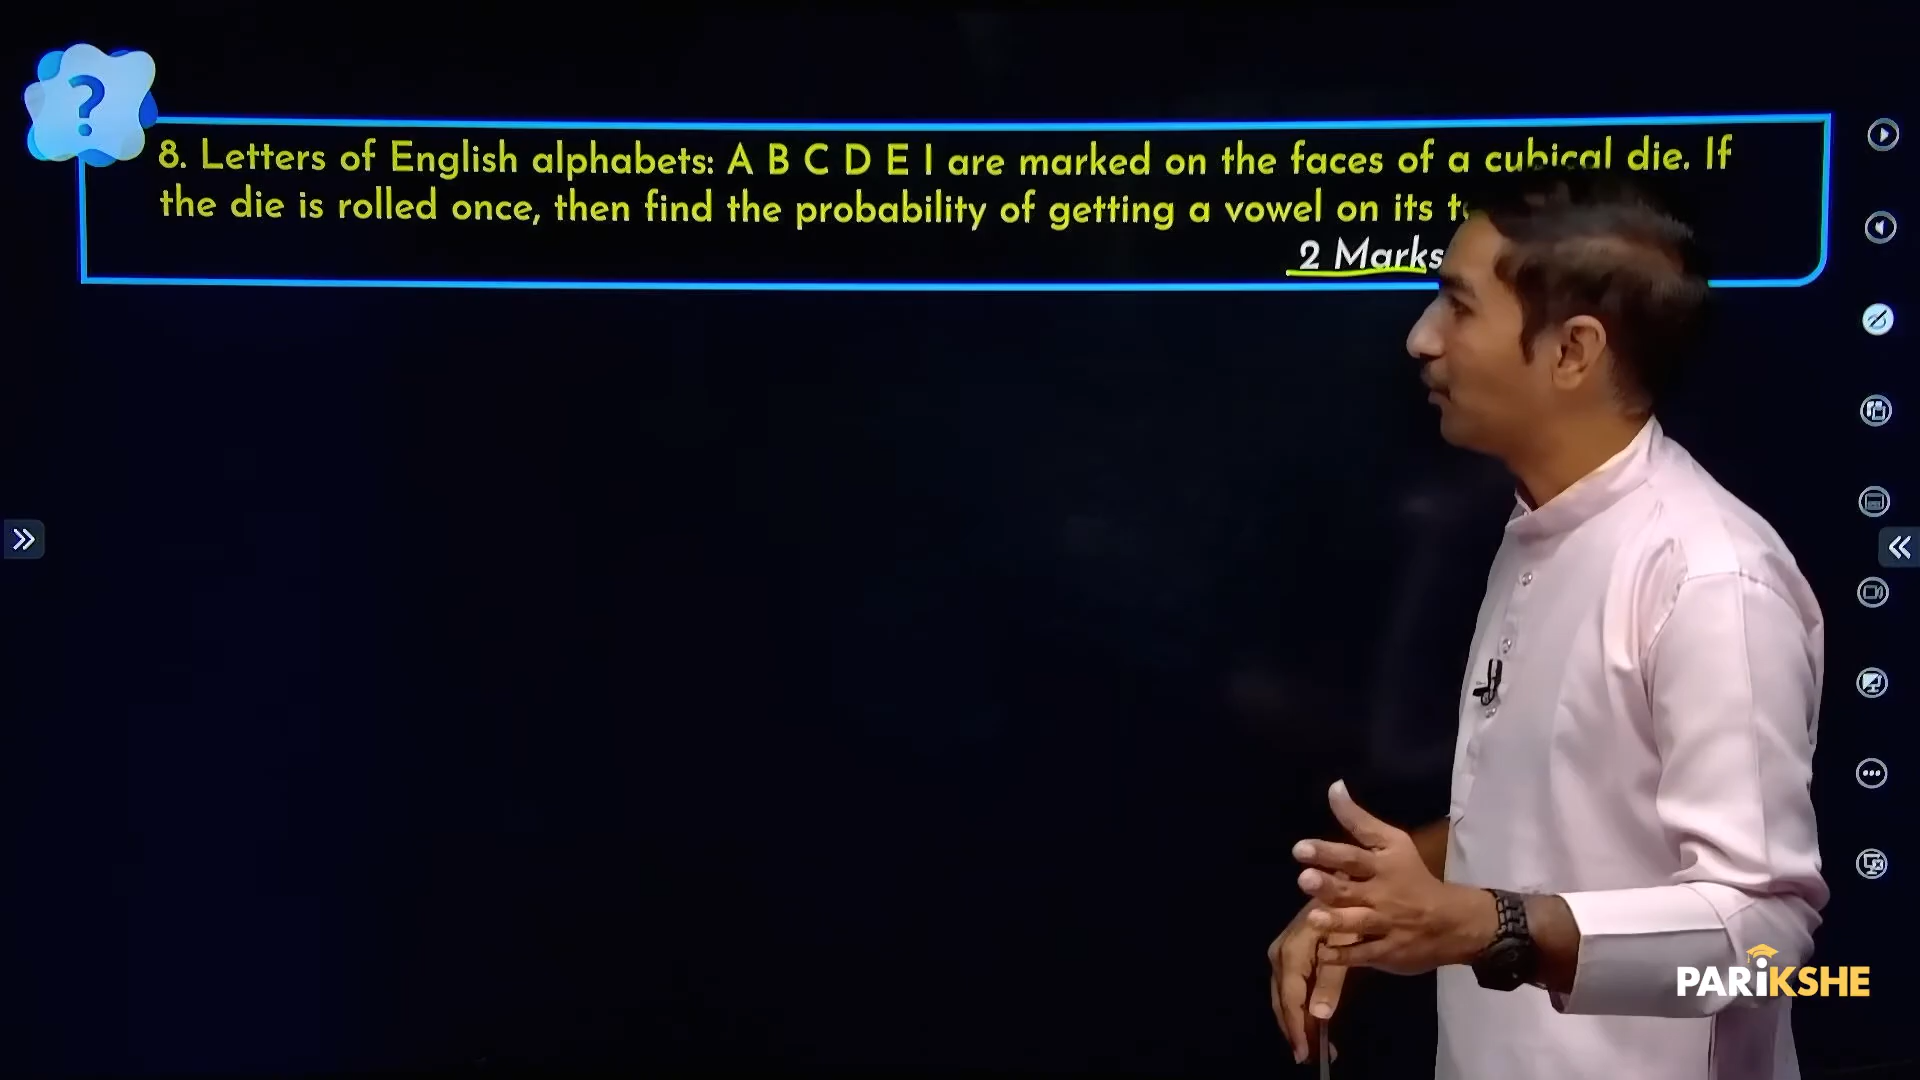 ?
8. Letters of English alphabets: A B C D E I are marked on the faces of a cubical die. If
the die is rolled once, then find the probability of getting a vowel on its
2 Marks
PARiKSHE